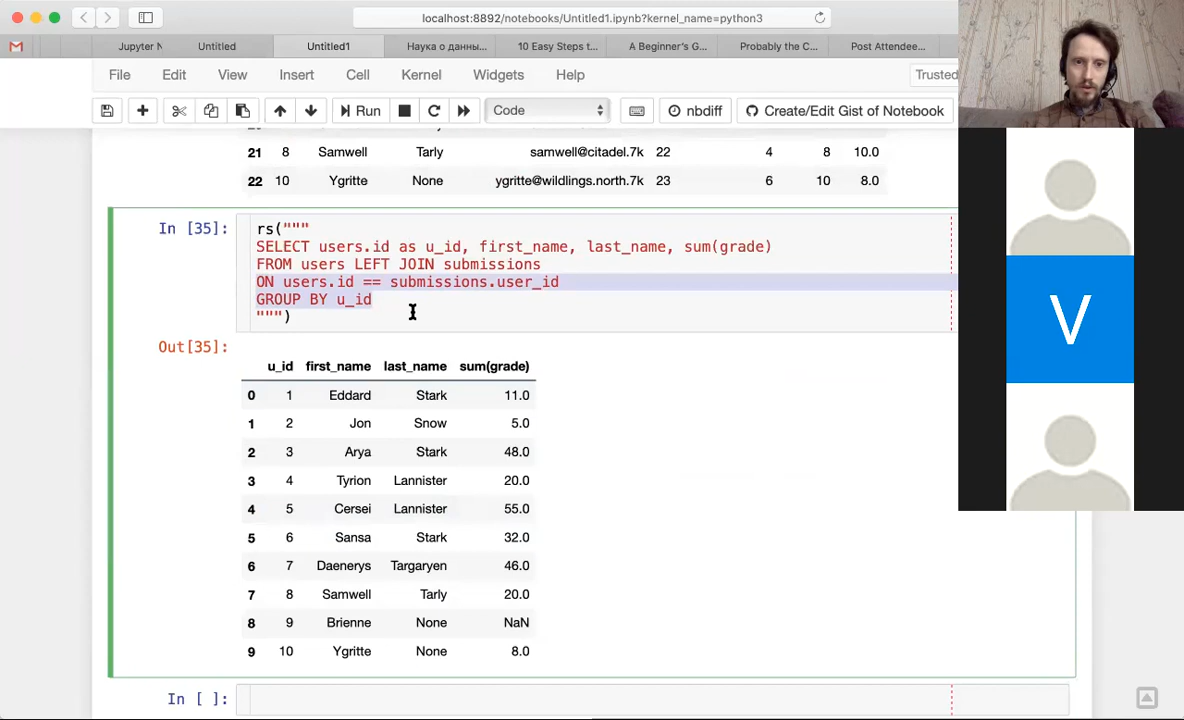 localhost:8892/notebooks/Untitled1.ipynb?kernel_name=python3
Jupyter N Untitled Untitled1 Наука о данны... 10 Easy Steps t... A Beginner's G... Probably the C... Post Attendee...
File Edit View Insert Cell Kernel Widgets Help Trusted
Run Code nbdiff Create/Edit Gist of Notebook
21 8 Samwell Tarly samwell@citadel.7k 22 4 8 10.0
22 10 Ygritte None ygritte@wildlings.north.7k 23 6 10 8.0
In [35]: rs("""
SELECT users.id as u_id, first_name, last_name, sum(grade)
FROM users LEFT JOIN submissions
ON users.id == submissions.user_id
GROUP BY u_id
""")
Out[35]:
u_id first_name last_name sum(grade)
0 1 Eddard Stark 11.0
1 2 Jon Snow 5.0
2 3 Arya Stark 48.0
3 4 Tyrion Lannister 20.0
4 5 Cersei Lannister 55.0
5 6 Sansa Stark 32.0
6 7 Daenerys Targaryen 46.0
7 8 Samwell Tarly 20.0
8 9 Brienne None NaN
9 10 Ygritte None 8.0
In [ ]:
V